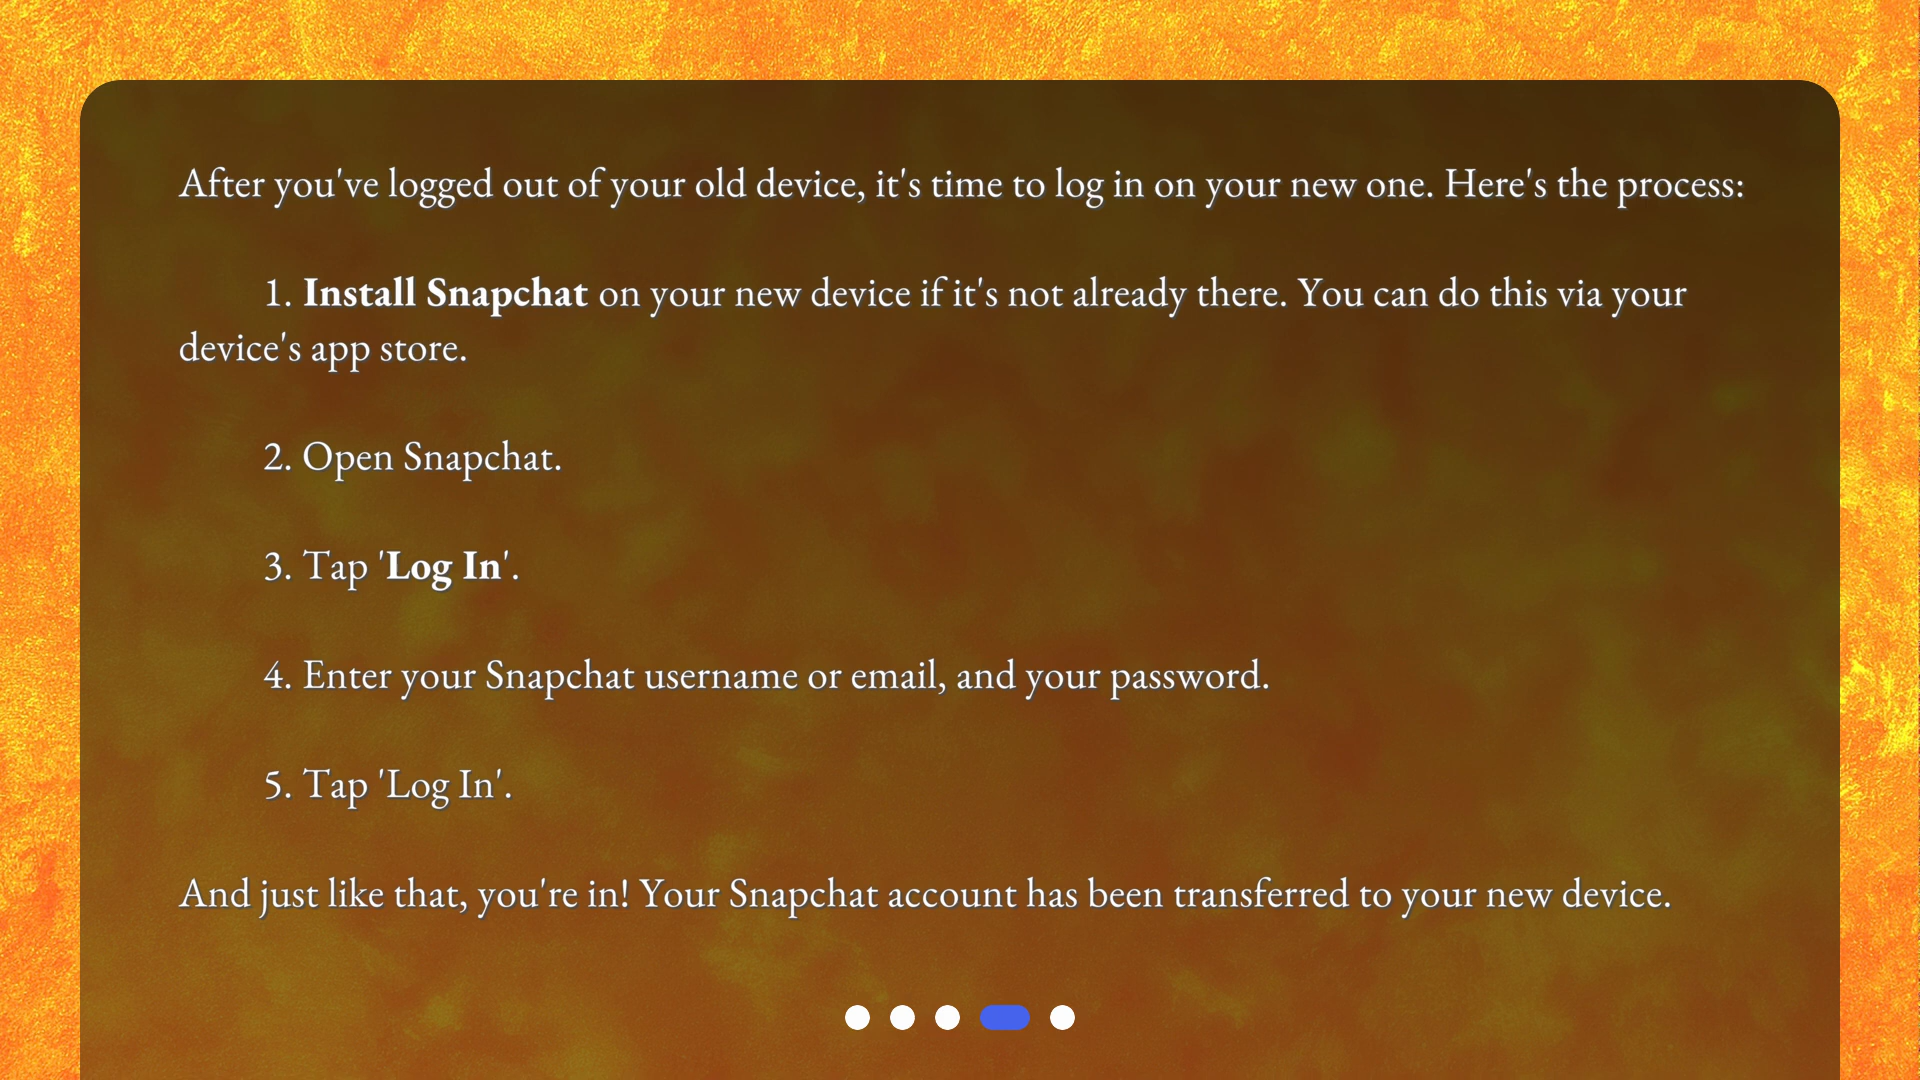 After you've logged out of your old device, it's time to log in on your new one. Here's the process:
1. Install Snapchat on your new device if it's not already there. You can do this via your
device's app store.
2. Open Snapchat.
3. Tap 'Log In'.
4. Enter your Snapchat username or email, and your password.
5. Tap 'Log In'.
And just like that, you're in! Your Snapchat account has been transferred to your new device.